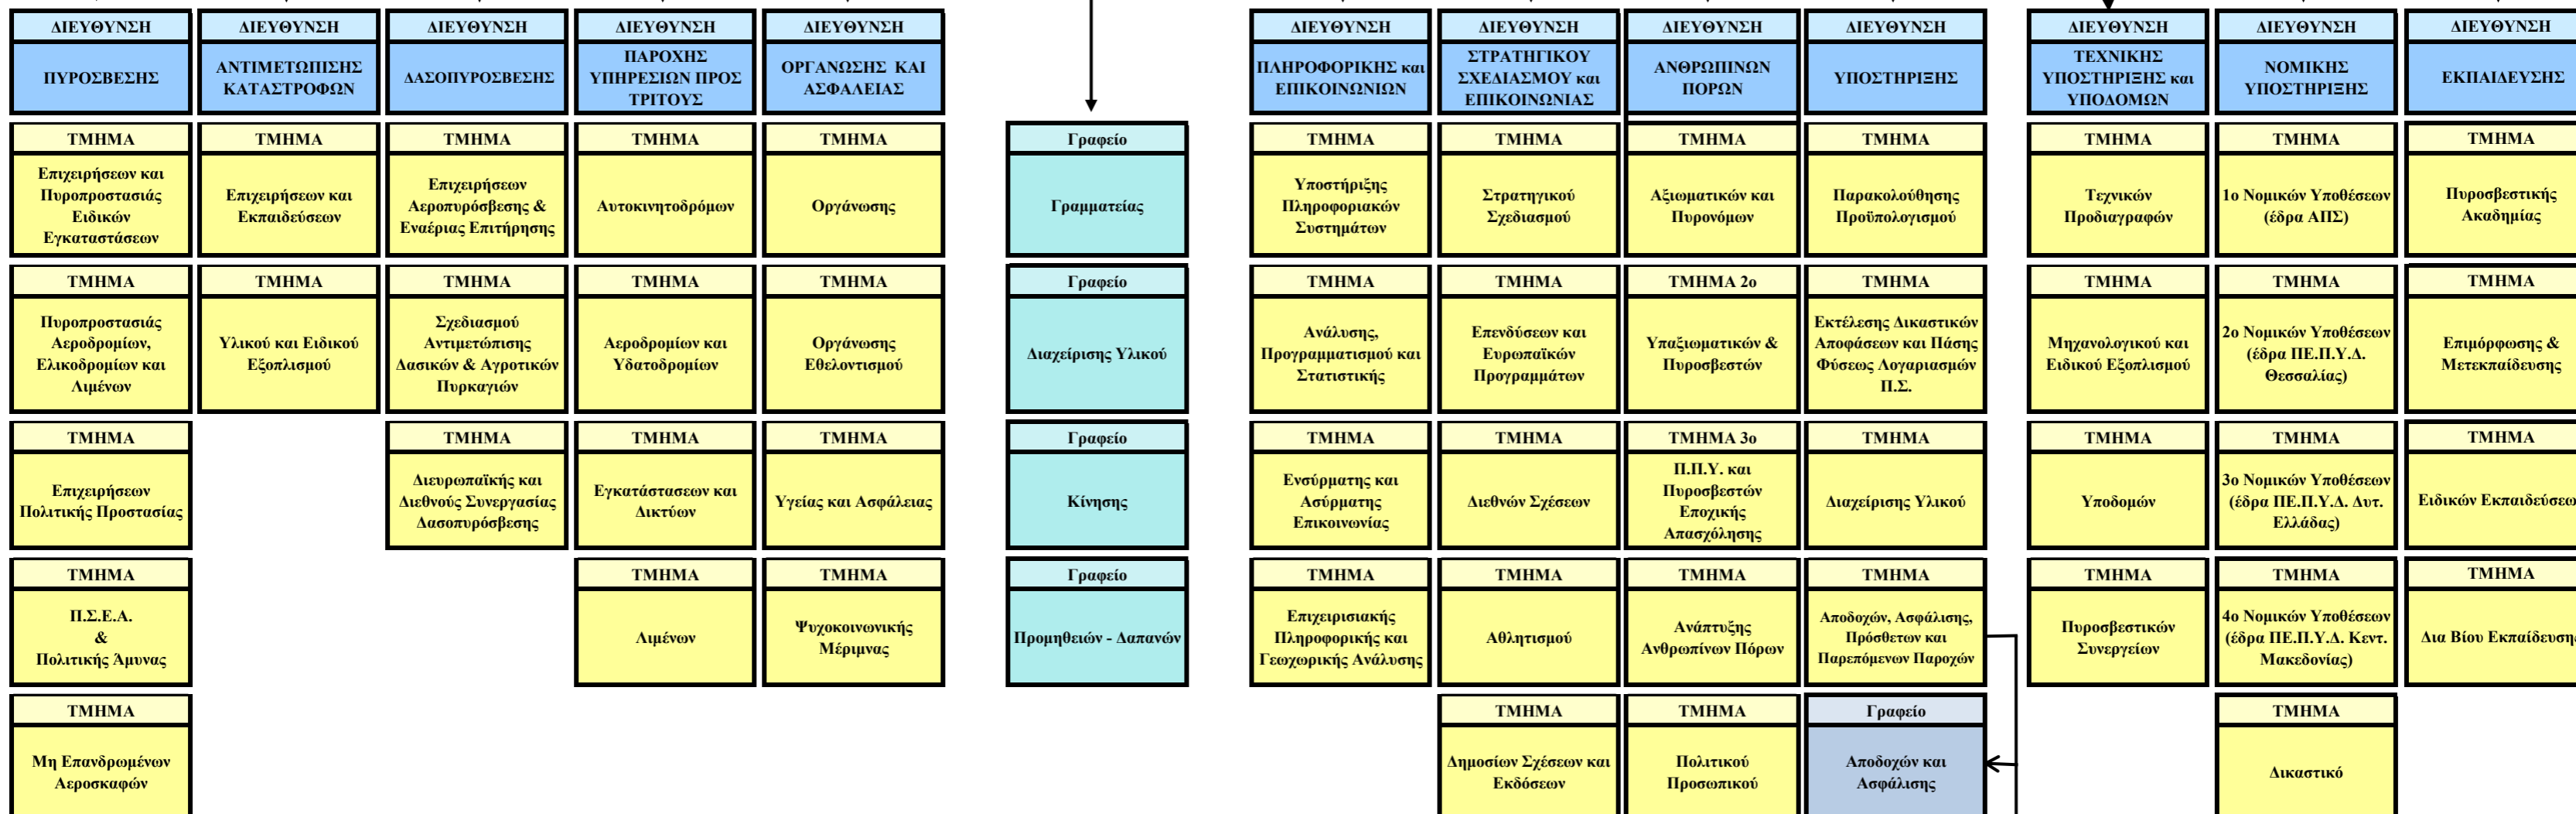 ΔΙΕΥΘΥΝΣΗ
ΠΥΡΟΣΒΕΣΗΣ
ΤΜΗΜΑ
Επιχειρήσεων και
Πυροπροστασιάς
Ειδικών
Εγκαταστάσεων
ΤΜΗΜΑ
Πυροπροστασιάς
Αεροδρομίων,
Ελικοδρομίων και
Λιμένων
ΤΜΗΜΑ
Επιχειρήσεων
Πολιτικής Προστασίας
ΤΜΗΜΑ
Π.Σ.Ε.Α.
&
Πολιτικής Άμυνας
ΤΜΗΜΑ
Μη Επανδρωμένων
Αεροσκαφών
ΔΙΕΥΘΥΝΣΗ
ΑΝΤΙΜΕΤΩΠΙΣΗΣ
ΚΑΤΑΣΤΡΟΦΩΝ
ΤΜΗΜΑ
Επιχειρήσεων και
Εκπαιδεύσεων
ΤΜΗΜΑ
Υλικού και Ειδικού
Εξοπλισμού
ΔΙΕΥΘΥΝΣΗ
ΔΑΣΟΠΥΡΟΣΒΕΣΗΣ
ΤΜΗΜΑ
Επιχειρήσεων
Αεροπυρόσβεσης &
Εναέριας Επιτήρησης
ΤΜΗΜΑ
Σχεδιασμού
Αντιμετώπισης
Δασικών & Αγροτικών
Πυρκαγιών
ΤΜΗΜΑ
Διευρωπαϊκής και
Διεθνούς Συνεργασίας
Δασοπυρόσβεσης
ΔΙΕΥΘΥΝΣΗ
ΠΑΡΟΧΗΣ
ΥΠΗΡΕΣΙΩΝ ΠΡΟΣ
ΤΡΙΤΟΥΣ
ΤΜΗΜΑ
Αυτοκινητοδρόμων
ΤΜΗΜΑ
Αεροδρομίων και
Υδατοδρομίων
ΤΜΗΜΑ
Εγκατάστασεων και
Δικτύων
ΤΜΗΜΑ
Λιμένων
ΔΙΕΥΘΥΝΣΗ
ΟΡΓΑΝΩΣΗΣ ΚΑΙ
ΑΣΦΑΛΕΙΑΣ
ΤΜΗΜΑ
Οργάνωσης
ΤΜΗΜΑ
Οργάνωσης
Εθελοντισμού
ΤΜΗΜΑ
Υγείας και Ασφάλειας
ΤΜΗΜΑ
Ψυχοκοινωνικής
Μέριμνας
Γραφείο
Γραμματείας
Γραφείο
Διαχείρισης Υλικού
Γραφείο
Κίνησης
Γραφείο
Προμηθειών - Δαπανών
ΔΙΕΥΘΥΝΣΗ
ΠΛΗΡΟΦΟΡΙΚΗΣ και
ΕΠΙΚΟΙΝΩΝΙΩΝ
ΤΜΗΜΑ
Υποστήριξης
Πληροφοριακών
Συστημάτων
ΤΜΗΜΑ
Ανάλυσης,
Προγραμματισμού και
Στατιστικής
ΤΜΗΜΑ
Ενσύρματης και
Ασύρματης
Επικοινωνίας
ΤΜΗΜΑ
Επιχειρισιακής
Πληροφορικής και
Γεωχωρικής Ανάλυσης
ΔΙΕΥΘΥΝΣΗ
ΣΤΡΑΤΗΓΙΚΟΥ
ΣΧΕΔΙΑΣΜΟΥ και
ΕΠΙΚΟΙΝΩΝΙΑΣ
ΤΜΗΜΑ
Στρατηγικού
Σχεδιασμού
ΤΜΗΜΑ
Επενδύσεων και
Ευρωπαϊκών
Προγραμμάτων
ΤΜΗΜΑ
Διεθνών Σχέσεων
ΤΜΗΜΑ
Αθλητισμού
ΤΜΗΜΑ
Δημοσίων Σχέσεων και
Εκδόσεων
ΔΙΕΥΘΥΝΣΗ
ΑΝΘΡΩΠΙΝΩΝ
ΠΟΡΩΝ
ΤΜΗΜΑ
Αξιωματικών και
Πυρονόμων
ΤΜΗΜΑ 2ο
Υπαξιωματικών &
Πυροσβεστών
ΤΜΗΜΑ 3ο
Π.Π.Υ. και
Πυροσβεστών
Εποχικής
Απασχόλησης
ΤΜΗΜΑ
Ανάπτυξης
Ανθρωπίνων Πόρων
ΤΜΗΜΑ
Πολιτικού
Προσωπικού
ΔΙΕΥΘΥΝΣΗ
ΥΠΟΣΤΗΡΙΞΗΣ
ΤΜΗΜΑ
Παρακολούθησης
Προϋπολογισμού
ΤΜΗΜΑ
Εκτέλεσης Δικαστικών
Αποφάσεων και Πάσης
Φύσεως Λογαριασμών
Π.Σ.
ΤΜΗΜΑ
Διαχείρισης Υλικού
ΤΜΗΜΑ
Αποδοχών, Ασφάλισης,
Πρόσθετων και
Παρεπόμενων Παροχών
Γραφείο
Αποδοχών και
Ασφάλισης
ΔΙΕΥΘΥΝΣΗ
ΤΕΧΝΙΚΗΣ
ΥΠΟΣΤΗΡΙΞΗΣ και
ΥΠΟΔΟΜΩΝ
ΤΜΗΜΑ
Τεχνικών
Προδιαγραφών
ΤΜΗΜΑ
Μηχανολογικού και
Ειδικού Εξοπλισμού
ΤΜΗΜΑ
Υποδομών
ΤΜΗΜΑ
Πυροσβεστικών
Συνεργείων
ΔΙΕΥΘΥΝΣΗ
ΝΟΜΙΚΗΣ
ΥΠΟΣΤΗΡΙΞΗΣ
ΤΜΗΜΑ
1ο Νομικών Υποθέσεων
(έδρα ΑΠΣ)
ΤΜΗΜΑ
2ο Νομικών Υποθέσεων
(έδρα ΠΕ.Π.Υ.Δ.
Θεσσαλίας)
ΤΜΗΜΑ
3ο Νομικών Υποθέσεων
(έδρα ΠΕ.Π.Υ.Δ. Δυτ.
Ελλάδας)
ΤΜΗΜΑ
4ο Νομικών Υποθέσεων
(έδρα ΠΕ.Π.Υ.Δ. Κεντ.
Μακεδονίας)
ΤΜΗΜΑ
Δικαστικό
ΔΙΕΥΘΥΝΣΗ
ΕΚΠΑΙΔΕΥΣΗΣ
ΤΜΗΜΑ
Πυροσβεστικής
Ακαδημίας
ΤΜΗΜΑ
Επιμόρφωσης &
Μετεκπαίδευσης
ΤΜΗΜΑ
Ειδικών Εκπαιδεύσεω
ΤΜΗΜΑ
Δια Βίου Εκπαίδευσης